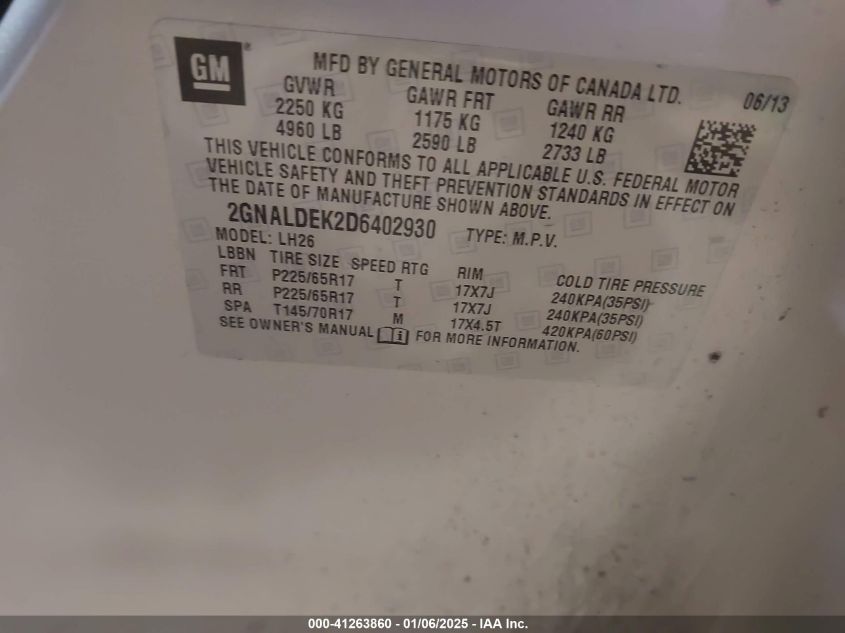 GM
MFD BY GENERAL MOTORS OF CANADA LTD. 06/13
GVWR GAWR FRT GAWR RR
2250 KG 1175 KG 1240 KG
4960 LB 2590 LB 2733 LB
THIS VEHICLE CONFORMS TO ALL APPLICABLE U.S. FEDERAL MOTOR
VEHICLE SAFETY AND THEFT PREVENTION STANDARDS IN EFFECT ON
THE DATE OF MANUFACTURE SHOWN ABOVE.
2GNALDEK2D6402930 TYPE: M.P.V.
MODEL: LH26
LBBN TIRE SIZE SPEED RTG RIM COLD TIRE PRESSURE
FRT P225/65R17 T 17X7J 240KPA(35PSI)
RR P225/65R17 T 17X7J 240KPA(35PSI)
SPA T145/70R17 M 17X4.5T 420KPA(60PSI)
SEE OWNER'S MANUAL i FOR MORE INFORMATION.
000-41263860 - 01/06/2025 - IAA Inc.